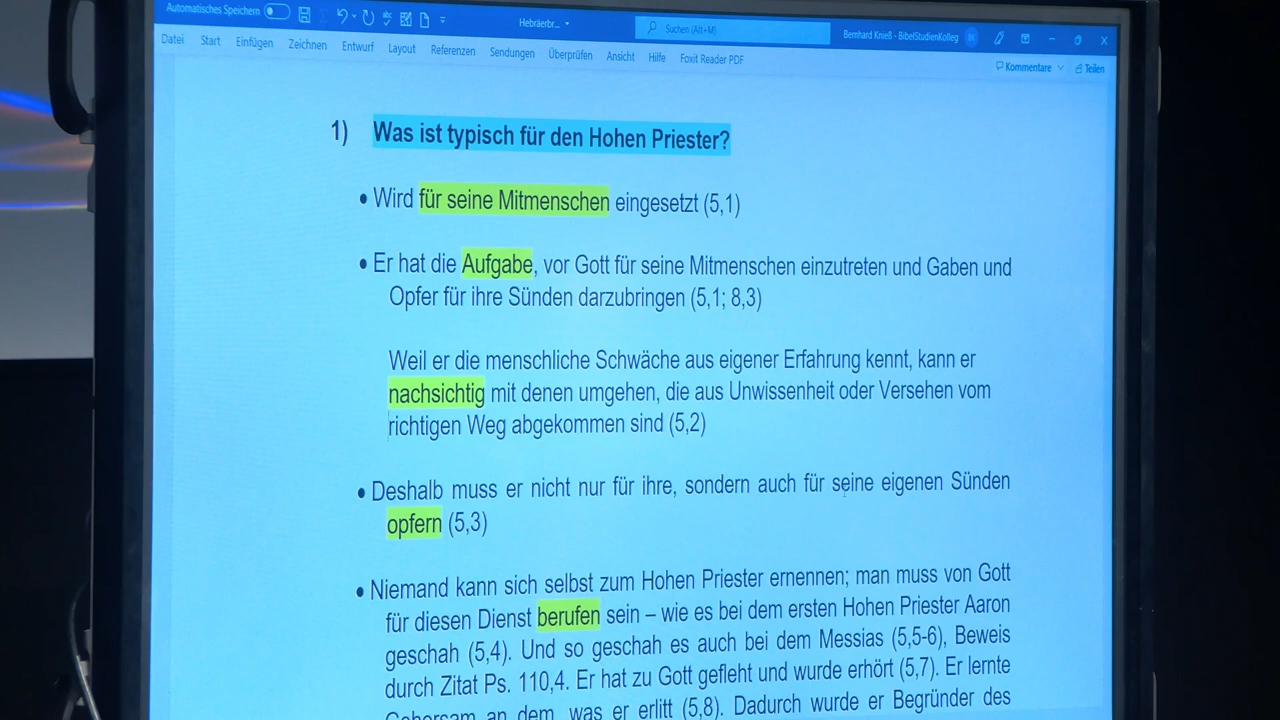 Automatisches Speichern
Hebräerbr...
Suchen (Alt+M)
Bernhard Knieß - BibelStudienKolleg
Datei Start Einfügen Zeichnen Entwurf Layout Referenzen Sendungen Überprüfen Ansicht Hilfe Foxit Reader PDF
Kommentare Teilen
1) Was ist typisch für den Hohen Priester?
• Wird für seine Mitmenschen eingesetzt (5,1)
• Er hat die Aufgabe, vor Gott für seine Mitmenschen einzutreten und Gaben und
Opfer für ihre Sünden darzubringen (5,1; 8,3)
Weil er die menschliche Schwäche aus eigener Erfahrung kennt, kann er
nachsichtig mit denen umgehen, die aus Unwissenheit oder Versehen vom
richtigen Weg abgekommen sind (5,2)
• Deshalb muss er nicht nur für ihre, sondern auch für seine eigenen Sünden
opfern (5,3)
• Niemand kann sich selbst zum Hohen Priester ernennen; man muss von Gott
für diesen Dienst berufen sein – wie es bei dem ersten Hohen Priester Aaron
geschah (5,4). Und so geschah es auch bei dem Messias (5,5-6), Beweis
durch Zitat Ps. 110,4. Er hat zu Gott gefleht und wurde erhört (5,7). Er lernte
Gehorsam an dem, was er erlitt (5,8). Dadurch wurde er Begründer des